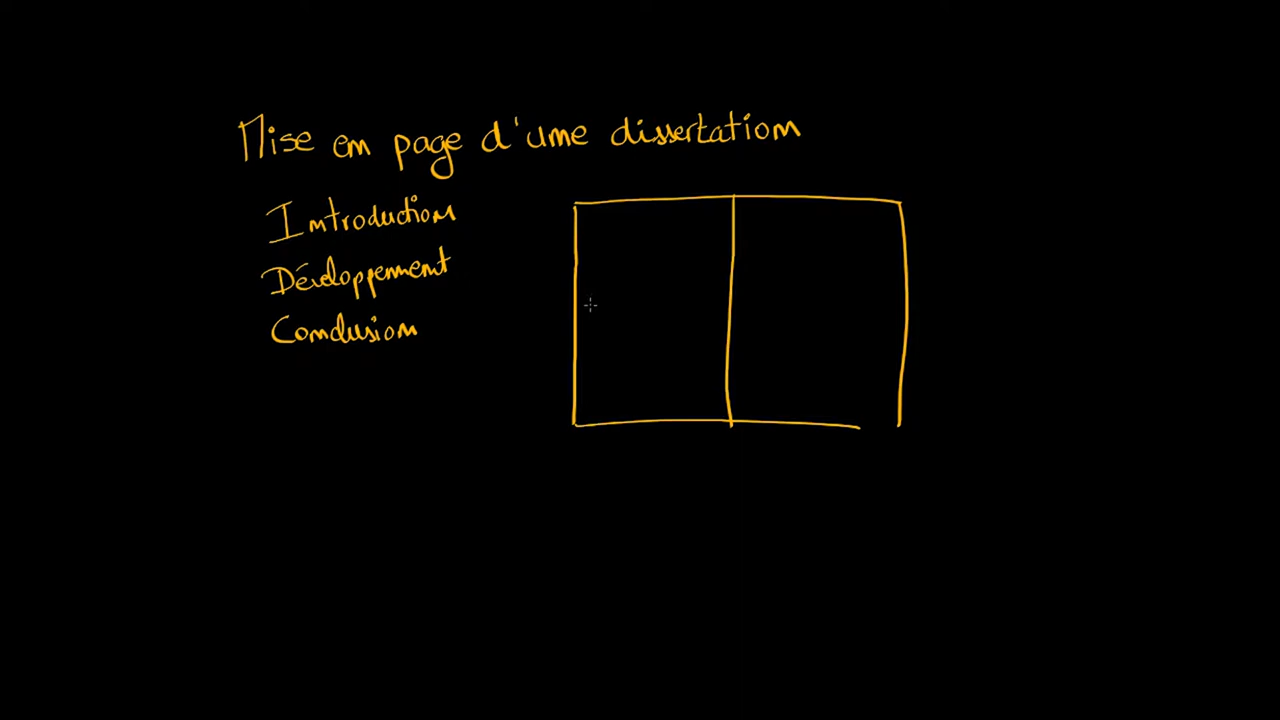 Mise en page d'une dissertation
Introduction
Développement
Conclusion